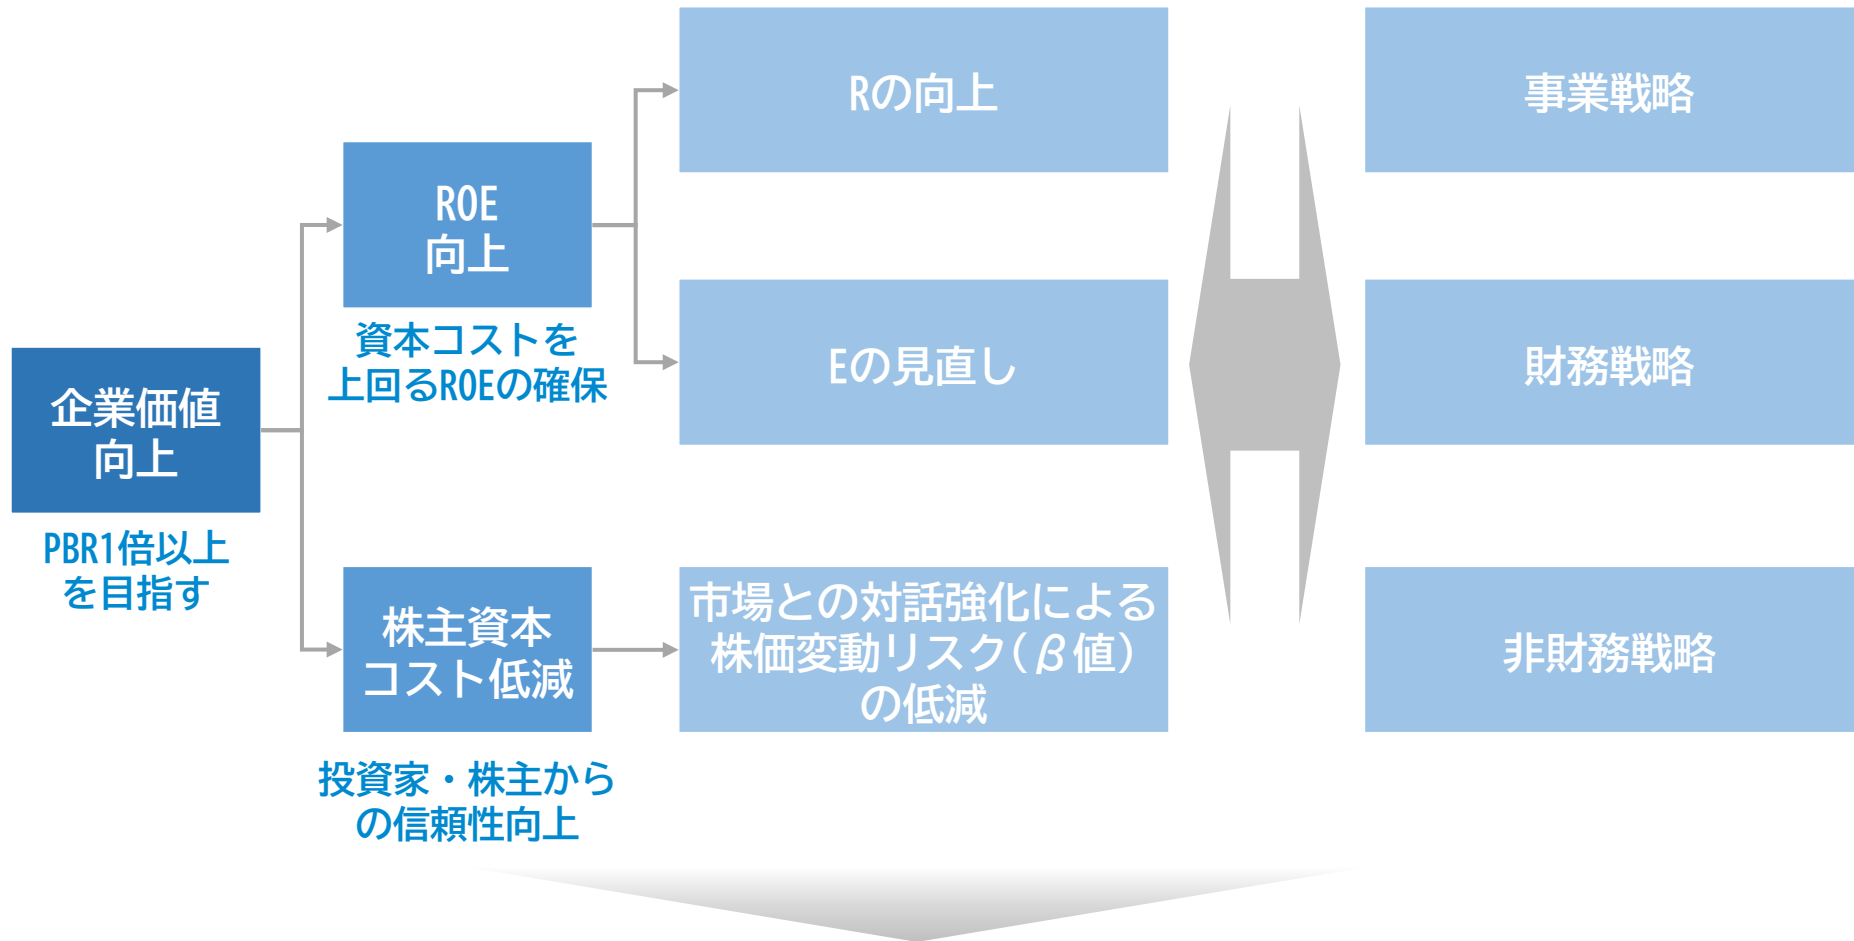 企業価値
向上
PBR1倍以上
を目指す
ROE
向上
資本コストを
上回るROEの確保
株主資本
コスト低減
投資家・株主から
の信頼性向上
Rの向上
Eの見直し
市場との対話強化による
株価変動リスク(β値)
の低減
事業戦略
財務戦略
非財務戦略